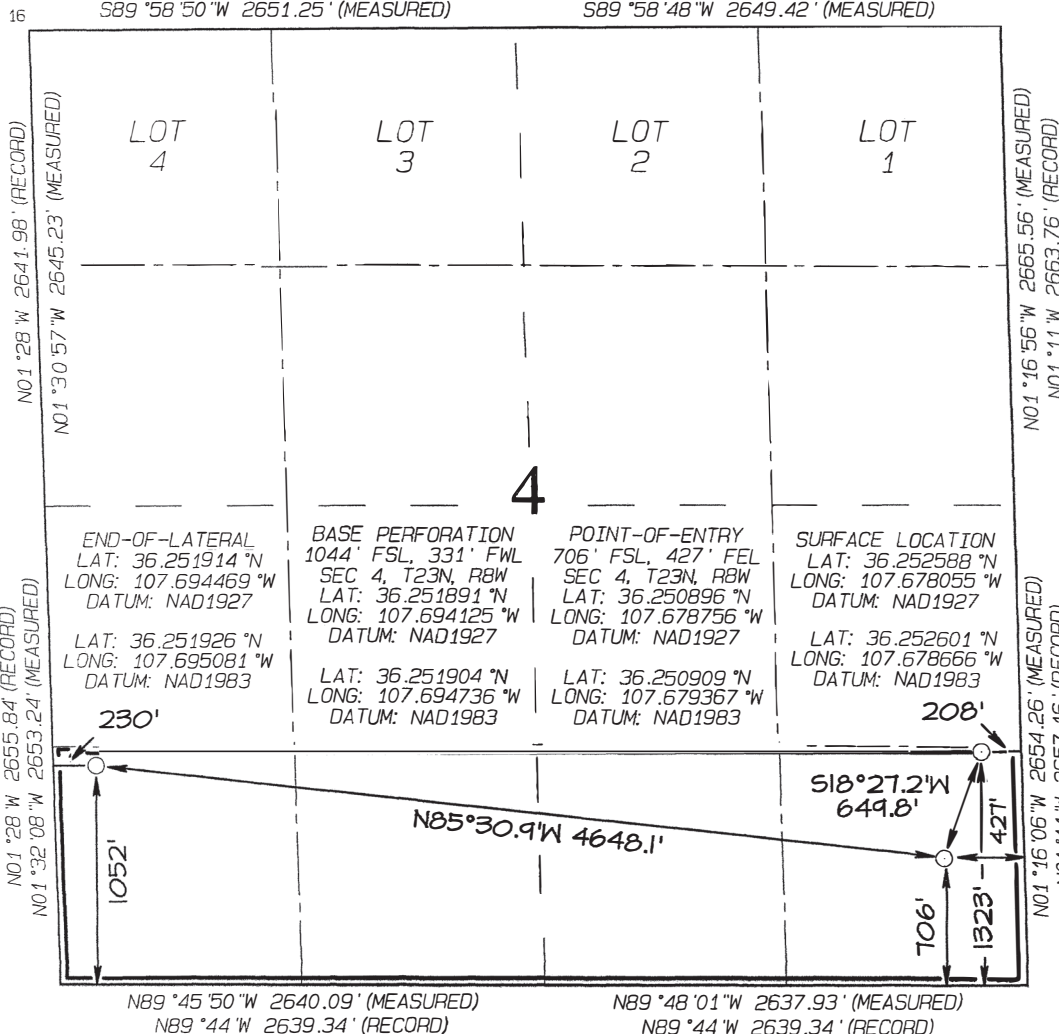 16
S89°58'50"W 2651.25' (MEASURED)
S89°58'48"W 2649.42' (MEASURED)
N01°28'W 2641.98' (RECORD)
N01°30'57"W 2645.23' (MEASURED)
LOT
4
LOT
3
LOT
2
LOT
1
N01°16'56"W 2665.56' (MEASURED)
N01°11'W 2663.76' (RECORD)
4
END-OF-LATERAL
LAT: 36.251914°N
LONG: 107.694469°W
DATUM: NAD1927
LAT: 36.251926°N
LONG: 107.695081°W
DATUM: NAD1983
BASE PERFORATION
1044' FSL, 331' FWL
SEC 4, T23N, R8W
LAT: 36.251891°N
LONG: 107.694125°W
DATUM: NAD1927
LAT: 36.251904°N
LONG: 107.694736°W
DATUM: NAD1983
POINT-OF-ENTRY
706' FSL, 427' FEL
SEC 4, T23N, R8W
LAT: 36.250896°N
LONG: 107.678756°W
DATUM: NAD1927
LAT: 36.250909°N
LONG: 107.679367°W
DATUM: NAD1983
SURFACE LOCATION
LAT: 36.252588°N
LONG: 107.678055°W
DATUM: NAD1927
LAT: 36.252601°N
LONG: 107.678666°W
DATUM: NAD1983
N01°28'W 2655.84' (RECORD)
N01°32'08"W 2653.24' (MEASURED)
230'
208'
S18°27.2'W
649.8'
N85°30.9'W 4648.1'
1052'
706'
1323'
427'
N01°16'06"W 2654.26' (MEASURED)
N89°45'50"W 2640.09' (MEASURED)
N89°44'W 2639.34' (RECORD)
N89°48'01"W 2637.93' (MEASURED)
N89°44'W 2639.34' (RECORD)